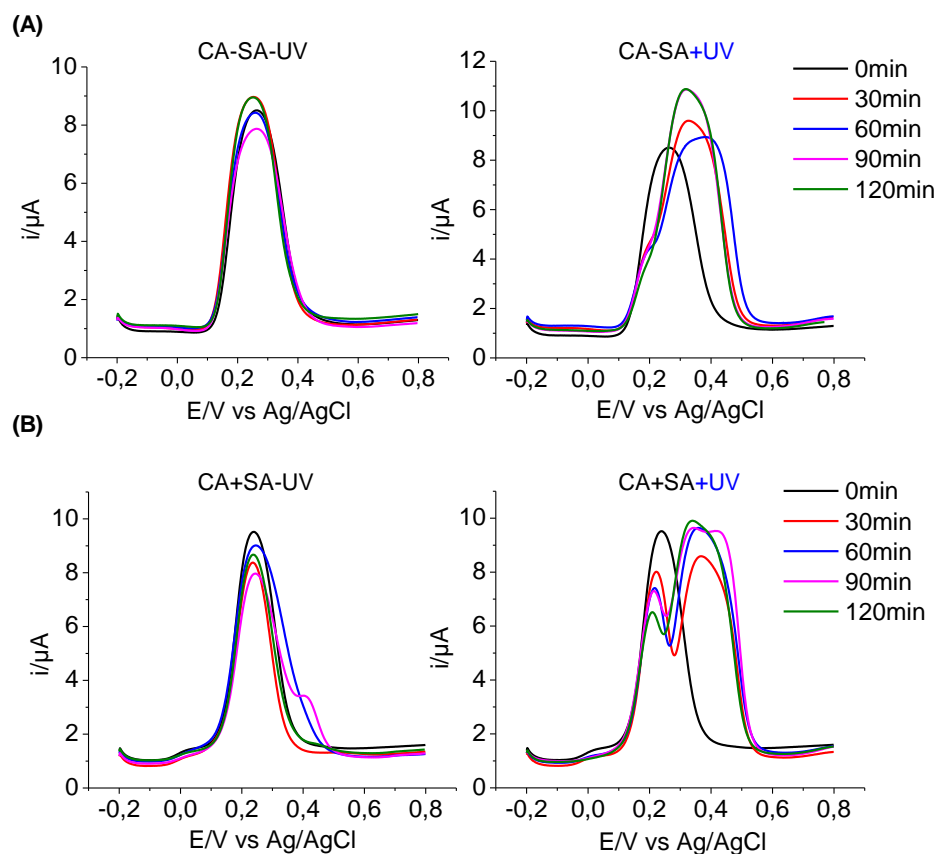 (A)
CA-SA-UV
CA-SA+UV
10
8
6
4
2
0
i/µA
-0,2 0,0 0,2 0,4 0,6 0,8
E/V vs Ag/AgCl
12
10
8
6
4
2
0
i/µA
-0,2 0,0 0,2 0,4 0,6 0,8
E/V vs Ag/AgCl
0min
30min
60min
90min
120min
(B)
CA+SA-UV
CA+SA+UV
10
8
6
4
2
0
i/µA
-0,2 0,0 0,2 0,4 0,6 0,8
E/V vs Ag/AgCl
10
8
6
4
2
0
i/µA
-0,2 0,0 0,2 0,4 0,6 0,8
E/V vs Ag/AgCl
0min
30min
60min
90min
120min